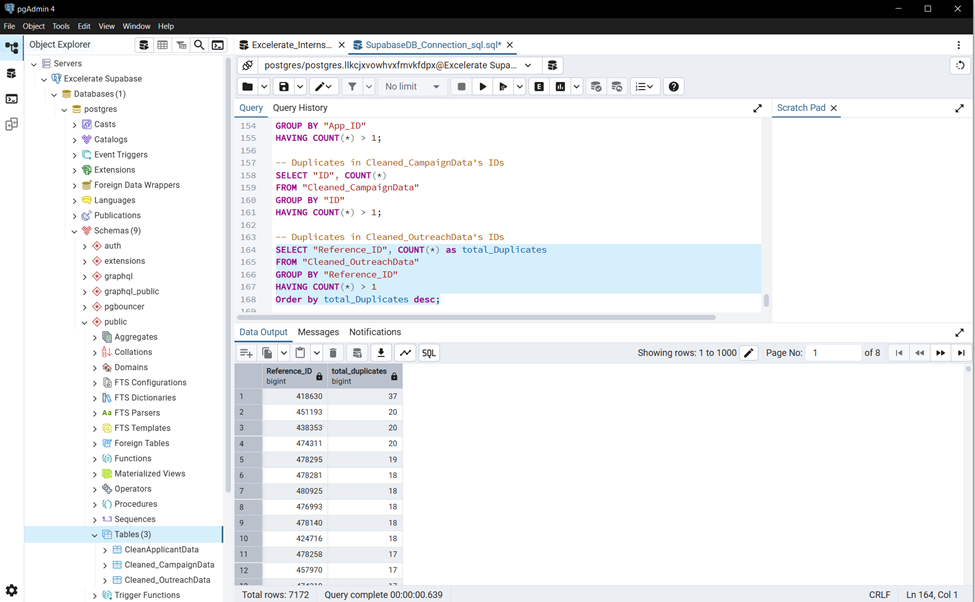 pgAdmin 4
File Object Tools Edit View Window Help
Object Explorer
Excelerate_Interns...
SupabaseDB_Connection_sql.sql*
Servers
Excelerate Supabase
Databases (1)
postgres
Casts
Catalogs
Event Triggers
Extensions
Foreign Data Wrappers
Languages
Publications
Schemas (9)
auth
extensions
graphql
graphql_public
pgbouncer
public
Aggregates
Collations
Domains
FTS Configurations
FTS Dictionaries
FTS Parsers
FTS Templates
Foreign Tables
Functions
Materialized Views
Operators
Procedures
1..3 Sequences
Tables (3)
CleanApplicantData
Cleaned_CampaignData
Cleaned_OutreachData
Trigger Functions
postgres/postgres.llkcjxvowhvxfmvkfdpx@Excelerate Supa...
No limit
Query Query History
Scratch Pad
154 GROUP BY "App_ID"
155 HAVING COUNT(*) > 1;
156
157 -- Duplicates in Cleaned_CampaignData's IDs
158 SELECT "ID", COUNT(*)
159 FROM "Cleaned_CampaignData"
160 GROUP BY "ID"
161 HAVING COUNT(*) > 1;
162
163 -- Duplicates in Cleaned_OutreachData's IDs
164 SELECT "Reference_ID", COUNT(*) as total_Duplicates
165 FROM "Cleaned_OutreachData"
166 GROUP BY "Reference_ID"
167 HAVING COUNT(*) > 1
168 Order by total_Duplicates desc;
169
Data Output Messages Notifications
SQL
Showing rows: 1 to 1000
Page No: 1 of 8
Reference_ID bigint total_duplicates bigint
1 418630 37
2 451193 20
3 438353 20
4 474311 20
5 478295 19
6 478281 18
7 480925 18
8 476993 18
9 478140 18
10 424716 18
11 478258 17
12 457970 17
Total rows: 7172 Query complete 00:00:00.639
CRLF Ln 164, Col 1